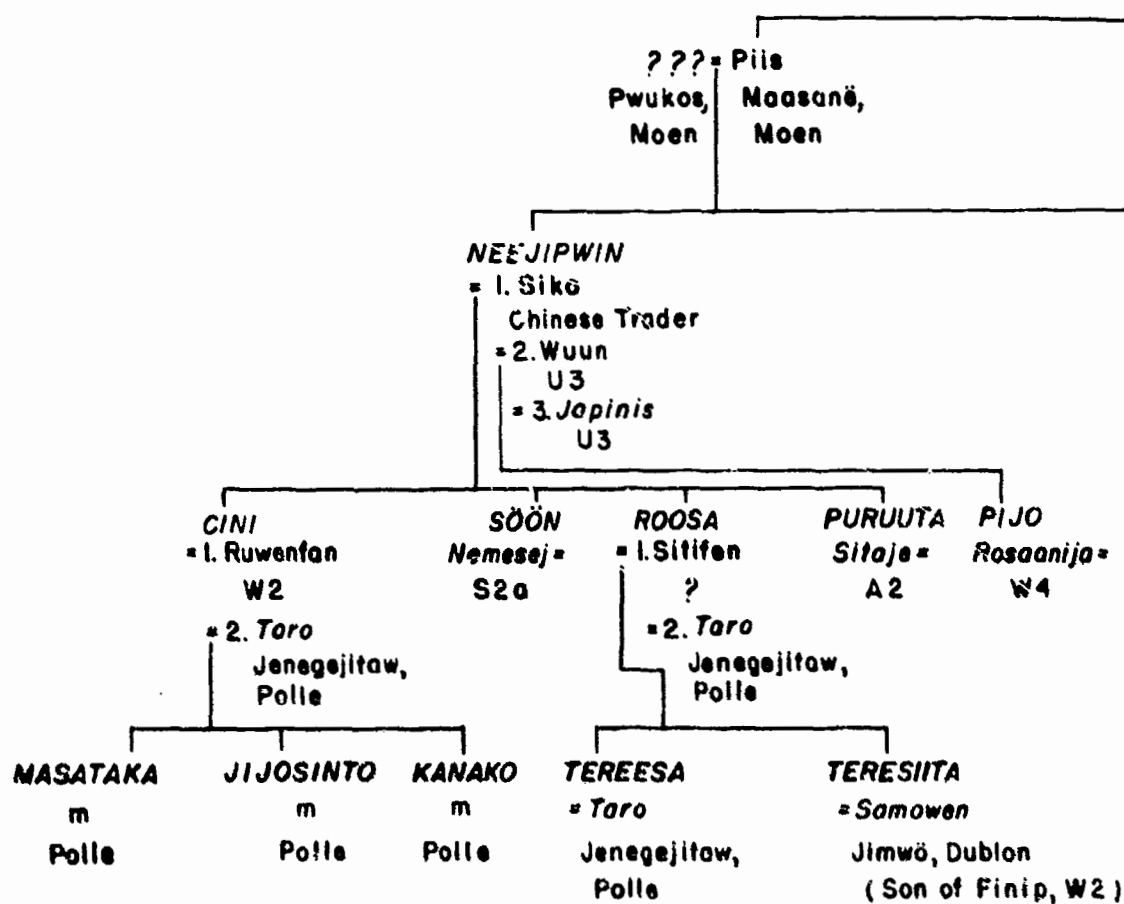 ??? = Piis
Pwukos, Maasanë,
Moen Moen
NEEJIPWIN
= 1. Sikö
Chinese Trader
= 2. Wuun
U3
= 3. Japinis
U3
CINI SÖÖN ROOSA PURUUTA PIJO
= 1. Ruwenfan Nemesej = = 1. Sitifen Sitaje = Rosaanija =
W2 S2a ? A2 W4
= 2. Taro = 2. Taro
Jenegejitaw, Jenegejitaw,
Polle Polle
MASATAKA JIJOSINTO KANAKO TEREESA TERESIITA
m m m = Taro = Samowen
Polle Polle Polle Jenegejitaw, Jimwö, Dublon
Polle (Son of Finip, W2)